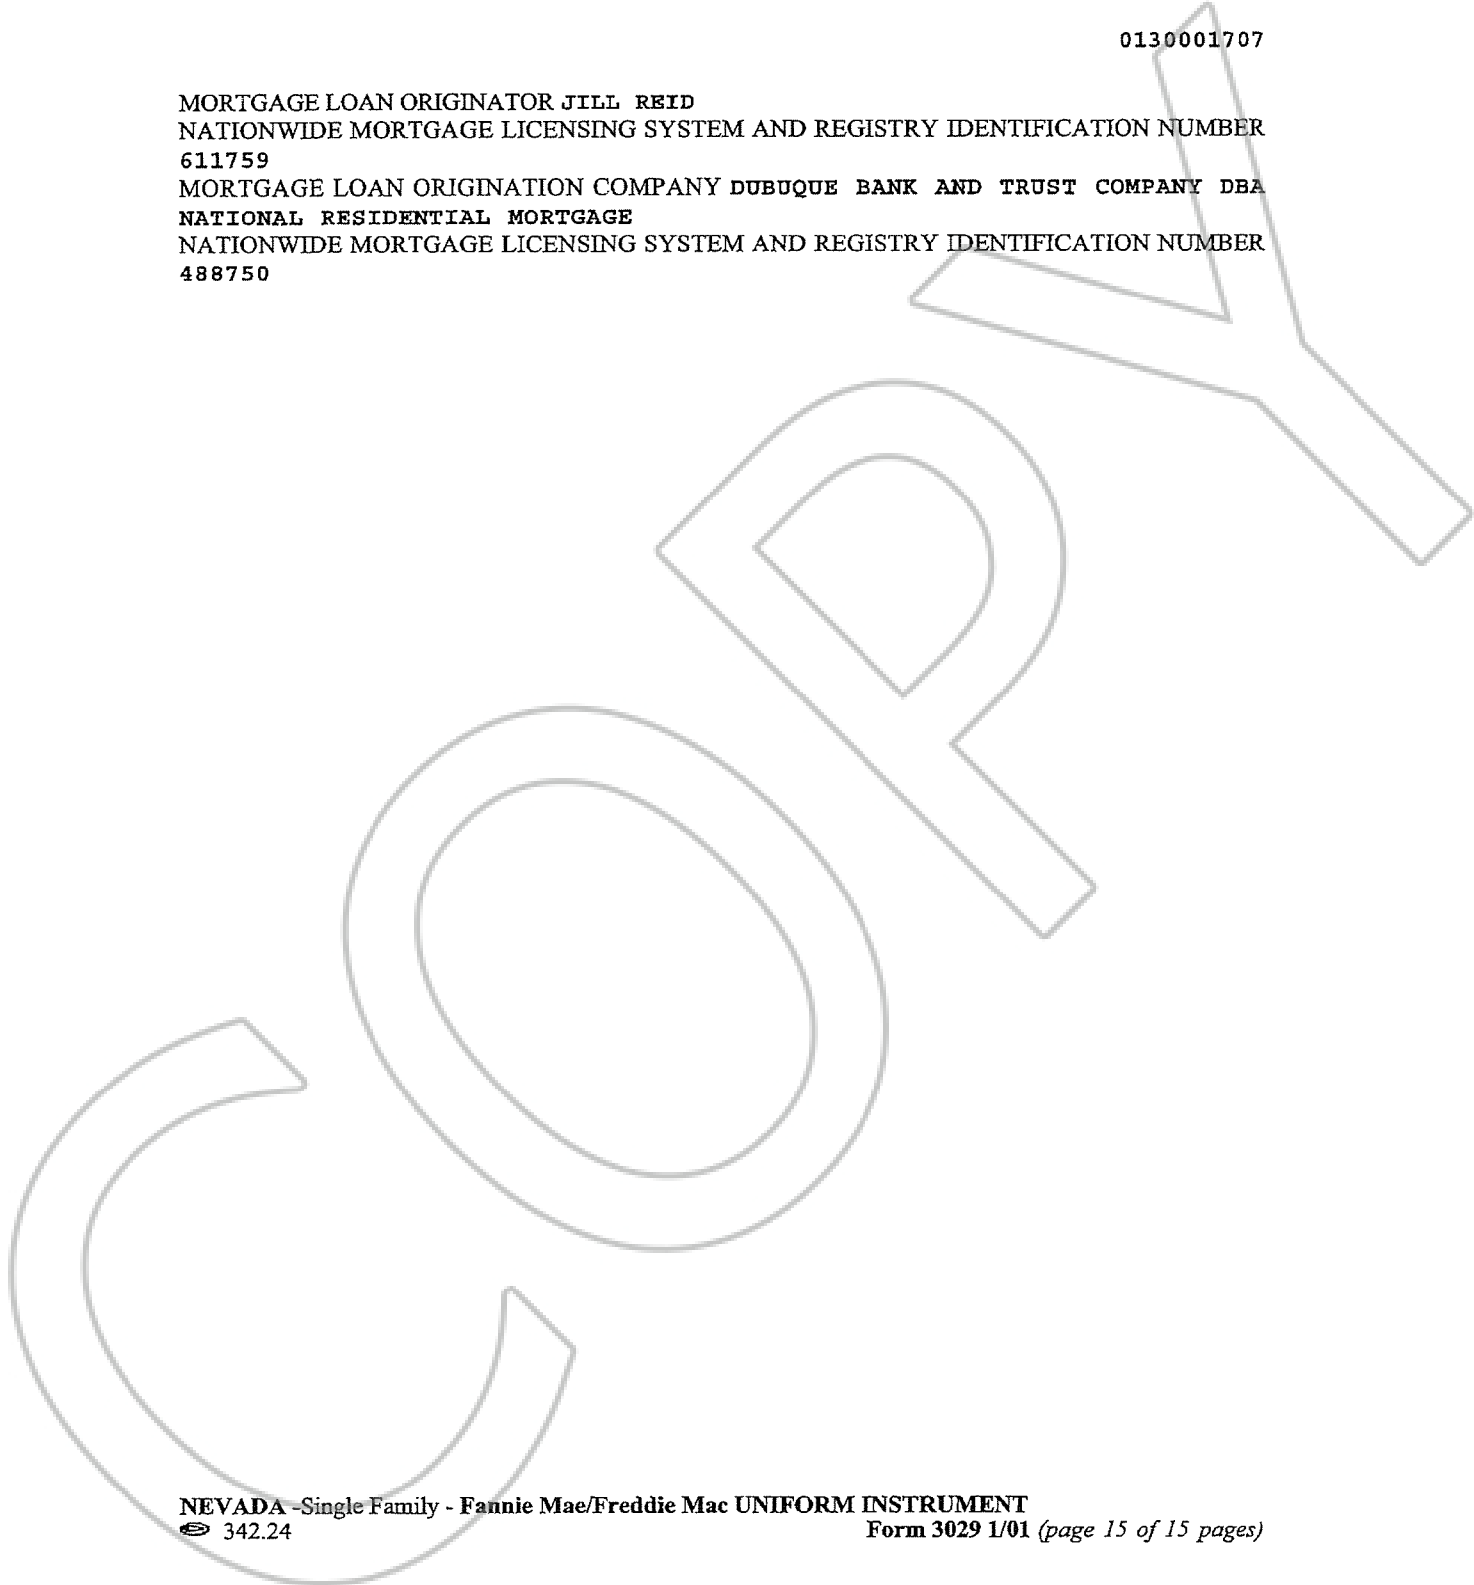 0130001707
MORTGAGE LOAN ORIGINATOR JILL REID
NATIONWIDE MORTGAGE LICENSING SYSTEM AND REGISTRY IDENTIFICATION NUMBER
611759
MORTGAGE LOAN ORIGINATION COMPANY DUBUQUE BANK AND TRUST COMPANY DBA
NATIONAL RESIDENTIAL MORTGAGE
NATIONWIDE MORTGAGE LICENSING SYSTEM AND REGISTRY IDENTIFICATION NUMBER
488750
COPY
NEVADA -Single Family - Fannie Mae/Freddie Mac UNIFORM INSTRUMENT
342.24 Form 3029 1/01 (page 15 of 15 pages)